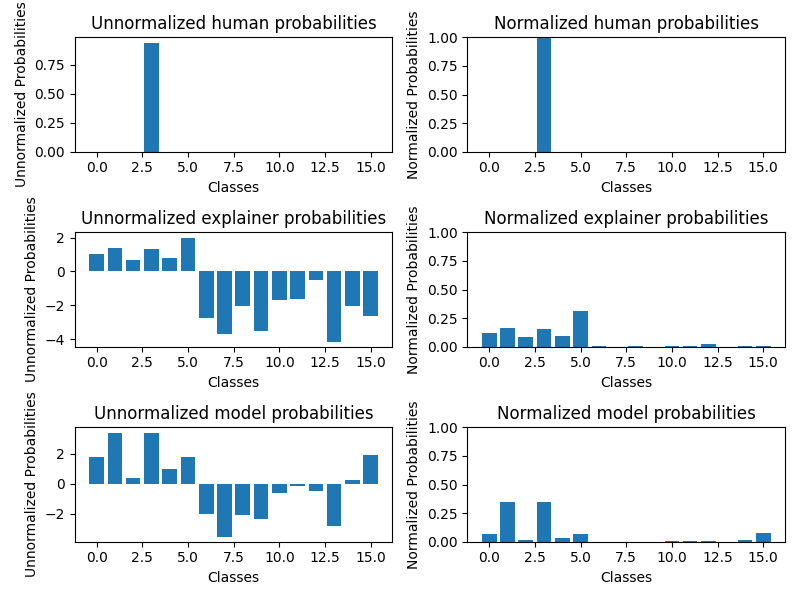 Unnormalized human probabilities
Unnormalized Probabilities
0.75
0.50
0.25
0.00
0.0 2.5 5.0 7.5 10.0 12.5 15.0
Classes
Normalized human probabilities
Normalized Probabilities
1.00
0.75
0.50
0.25
0.00
0.0 2.5 5.0 7.5 10.0 12.5 15.0
Classes
Unnormalized explainer probabilities
Unnormalized Probabilities
2
0
−2
−4
0.0 2.5 5.0 7.5 10.0 12.5 15.0
Classes
Normalized explainer probabilities
Normalized Probabilities
1.00
0.75
0.50
0.25
0.00
0.0 2.5 5.0 7.5 10.0 12.5 15.0
Classes
Unnormalized model probabilities
Unnormalized Probabilities
2
0
−2
0.0 2.5 5.0 7.5 10.0 12.5 15.0
Classes
Normalized model probabilities
Normalized Probabilities
1.00
0.75
0.50
0.25
0.00
0.0 2.5 5.0 7.5 10.0 12.5 15.0
Classes